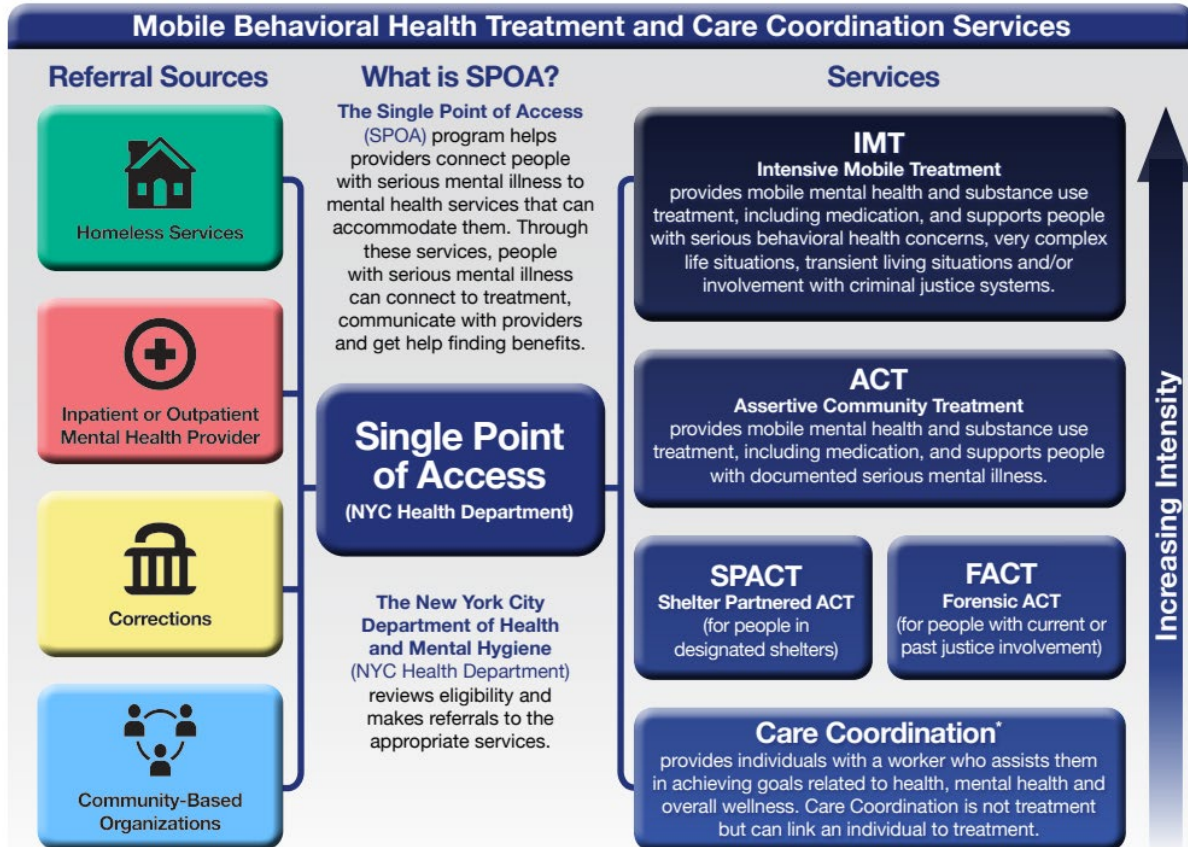 Mobile Behavioral Health Treatment and Care Coordination Services
Referral Sources
Homeless Services
Inpatient or Outpatient
Mental Health Provider
Corrections
Community-Based
Organizations
What is SPOA?
The Single Point of Access
(SPOA) program helps
providers connect people
with serious mental illness to
mental health services that can
accommodate them. Through
these services, people
with serious mental illness
can connect to treatment,
communicate with providers
and get help finding benefits.
Single Point
of Access
(NYC Health Department)
The New York City
Department of Health
and Mental Hygiene
(NYC Health Department)
reviews eligibility and
makes referrals to the
appropriate services.
Services
IMT
Intensive Mobile Treatment
provides mobile mental health and substance use
treatment, including medication, and supports people
with serious behavioral health concerns, very complex
life situations, transient living situations and/or
involvement with criminal justice systems.
ACT
Assertive Community Treatment
provides mobile mental health and substance use
treatment, including medication, and supports people
with documented serious mental illness.
SPACT
Shelter Partnered ACT
(for people in
designated shelters)
FACT
Forensic ACT
(for people with current or
past justice involvement)
Care Coordination*
provides individuals with a worker who assists them
in achieving goals related to health, mental health and
overall wellness. Care Coordination is not treatment
but can link an individual to treatment.
Increasing Intensity